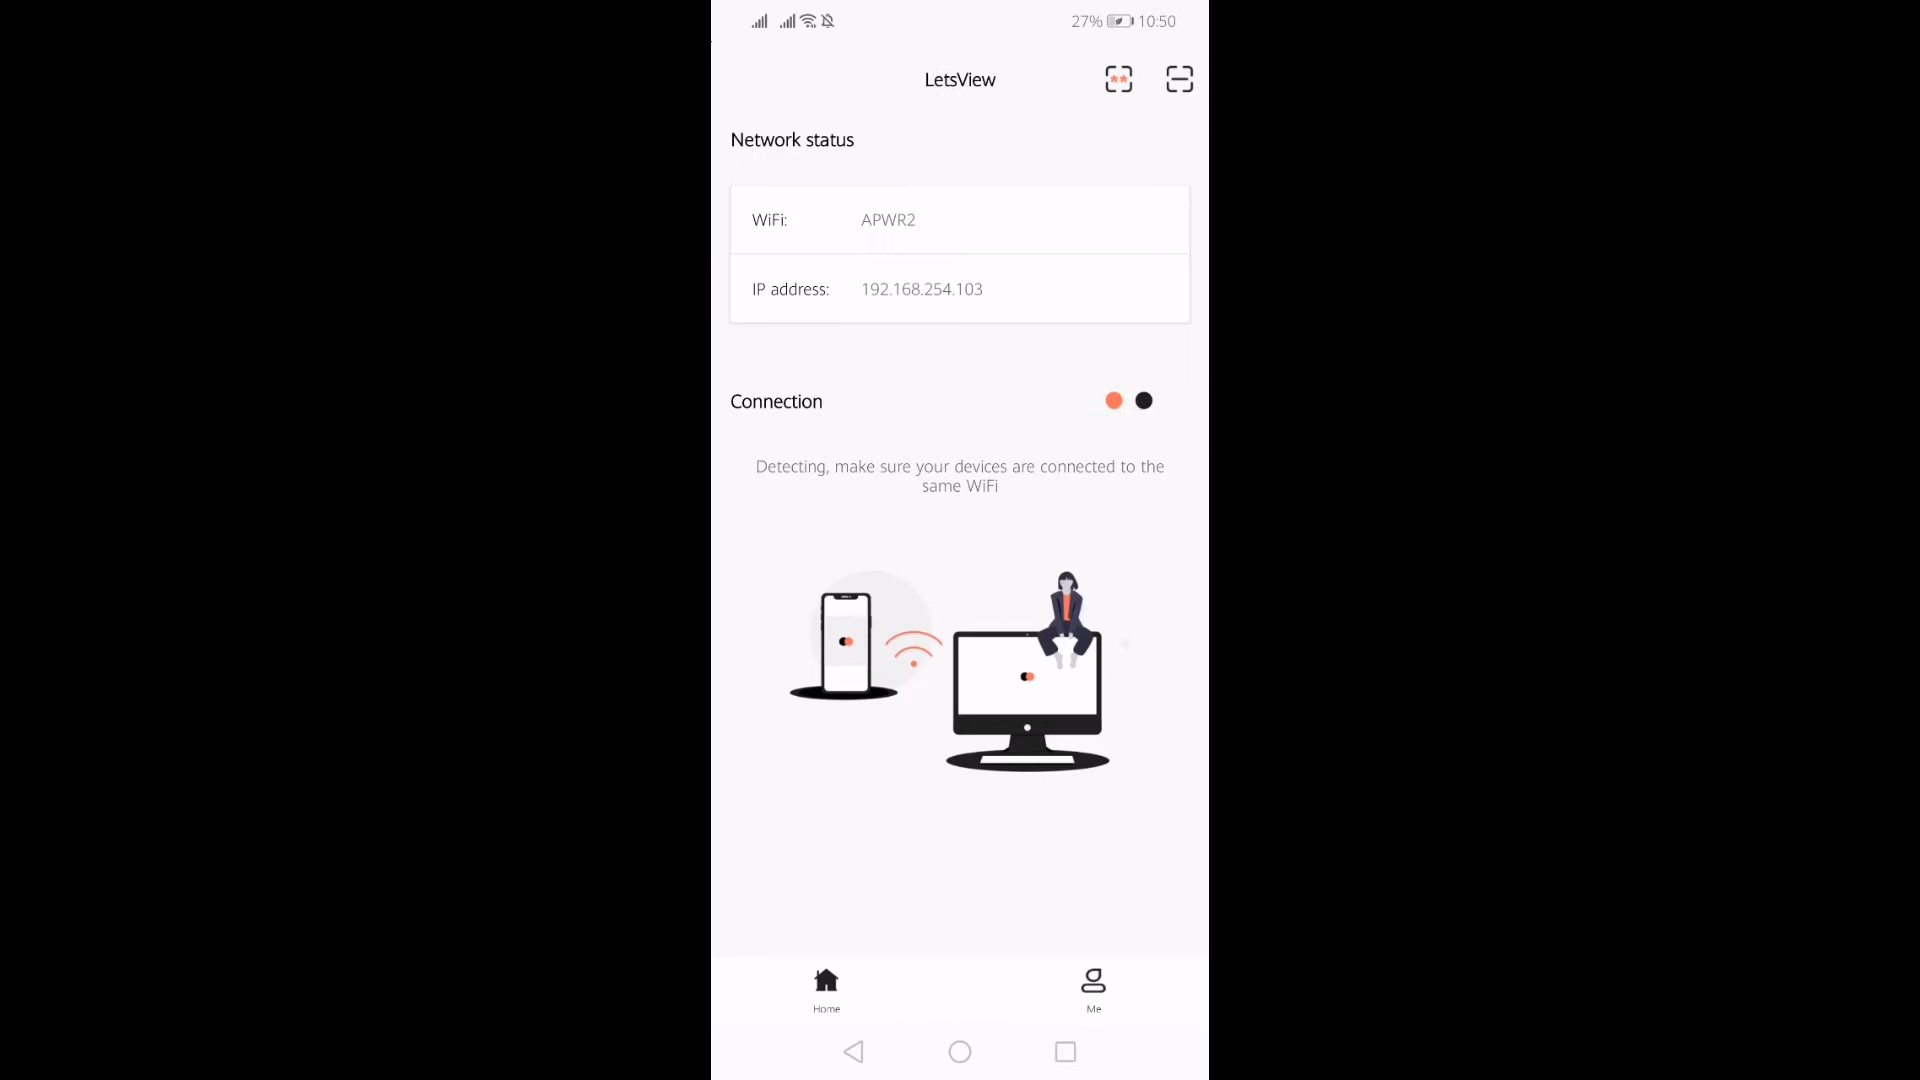 27% 10:50
LetsView
**
Network status
WiFi: APWR2
IP address: 192.168.254.103
Connection
Detecting, make sure your devices are connected to the
same WiFi
Home Me